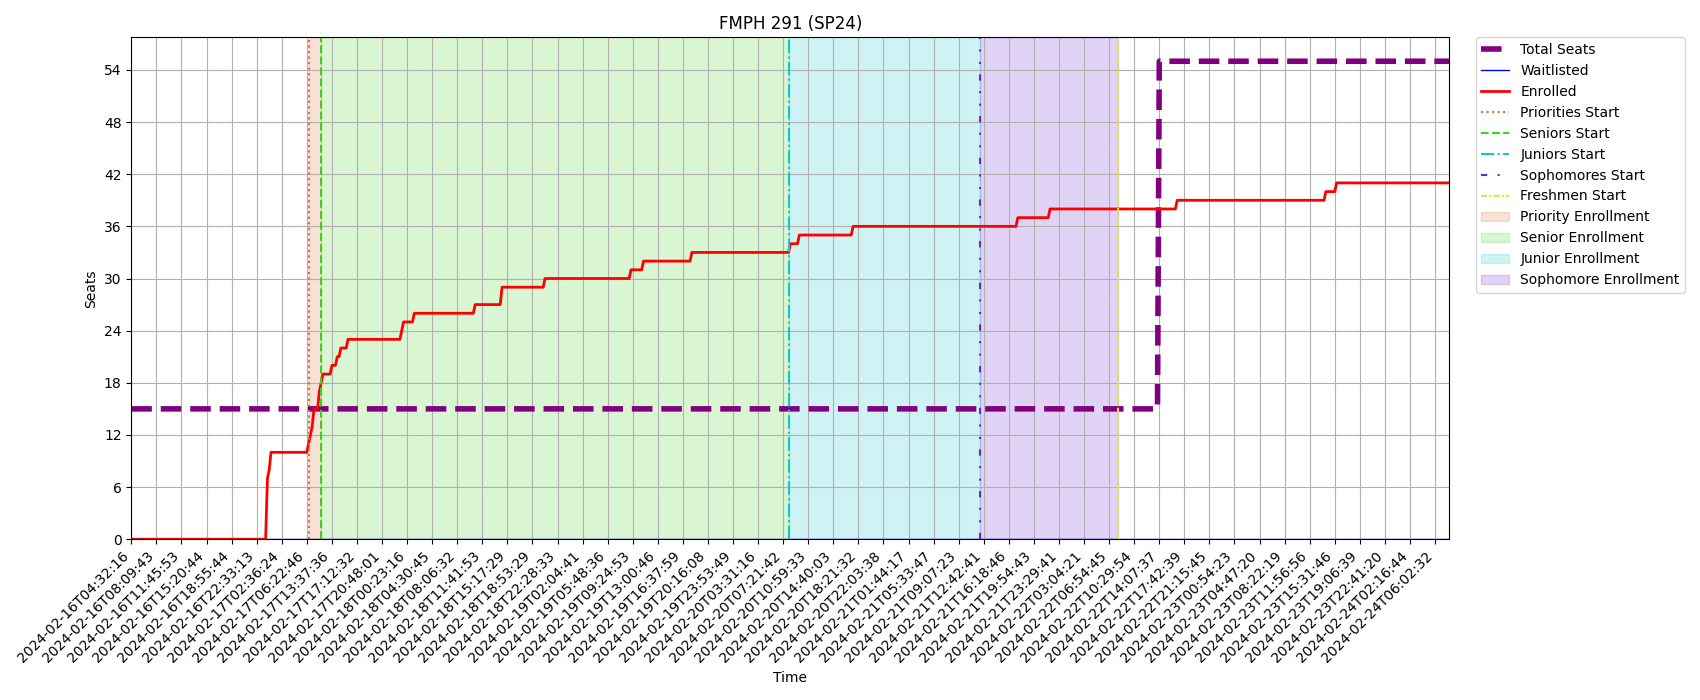 FMPH 291 (SP24)
Seats
54
48
42
36
30
24
18
12
6
0
2024-02-16T04:32:16
2024-02-16T08:09:43
2024-02-16T11:45:53
2024-02-16T15:20:44
2024-02-16T18:55:44
2024-02-16T22:33:13
2024-02-17T02:36:24
2024-02-17T06:22:46
2024-02-17T13:37:36
2024-02-17T17:12:32
2024-02-17T20:48:01
2024-02-18T00:23:16
2024-02-18T04:30:45
2024-02-18T08:06:32
2024-02-18T11:41:53
2024-02-18T15:17:29
2024-02-18T18:53:29
2024-02-18T22:28:33
2024-02-19T02:04:41
2024-02-19T05:48:36
2024-02-19T09:24:53
2024-02-19T13:00:46
2024-02-19T16:37:59
2024-02-19T20:16:08
2024-02-19T23:53:49
2024-02-20T03:31:16
2024-02-20T07:21:42
2024-02-20T10:59:33
2024-02-20T14:40:03
2024-02-20T18:21:32
2024-02-20T22:03:38
2024-02-21T01:44:17
2024-02-21T05:33:47
2024-02-21T09:07:23
2024-02-21T12:42:41
2024-02-21T16:18:46
2024-02-21T19:54:43
2024-02-21T23:29:41
2024-02-22T03:04:21
2024-02-22T06:54:45
2024-02-22T10:29:54
2024-02-22T14:07:37
2024-02-22T17:42:39
2024-02-22T21:15:45
2024-02-23T00:54:23
2024-02-23T04:47:20
2024-02-23T08:22:19
2024-02-23T11:56:56
2024-02-23T15:31:46
2024-02-23T19:06:39
2024-02-23T22:41:20
2024-02-24T02:16:44
2024-02-24T06:02:32
Time
Total Seats
Waitlisted
Enrolled
Priorities Start
Seniors Start
Juniors Start
Sophomores Start
Freshmen Start
Priority Enrollment
Senior Enrollment
Junior Enrollment
Sophomore Enrollment